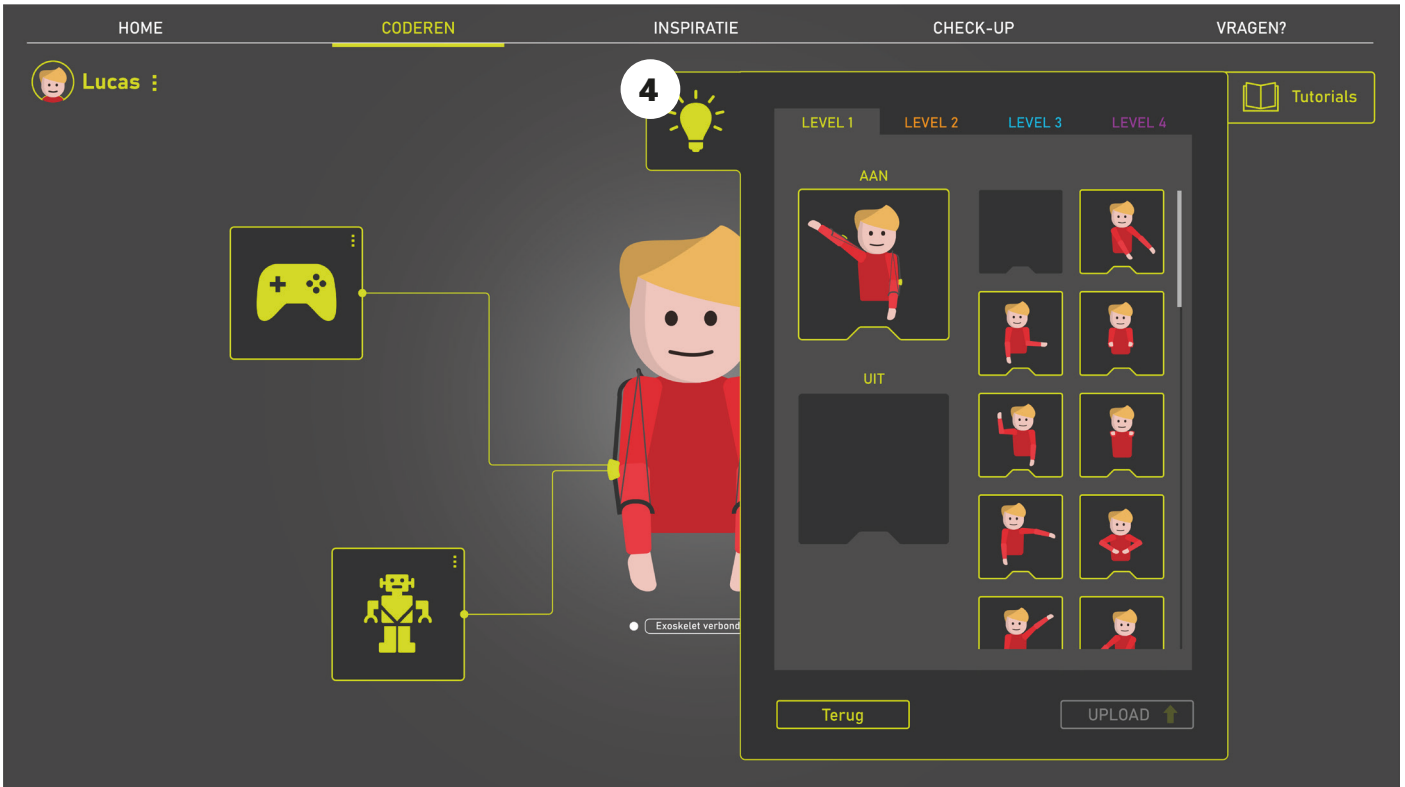 HOME
CODEREN
INSPIRATIE
CHECK-UP
VRAGEN?
Lucas
4
Tutorials
LEVEL 1
LEVEL 2
LEVEL 3
LEVEL 4
AAN
UIT
Exoskelet verbond
Terug
UPLOAD